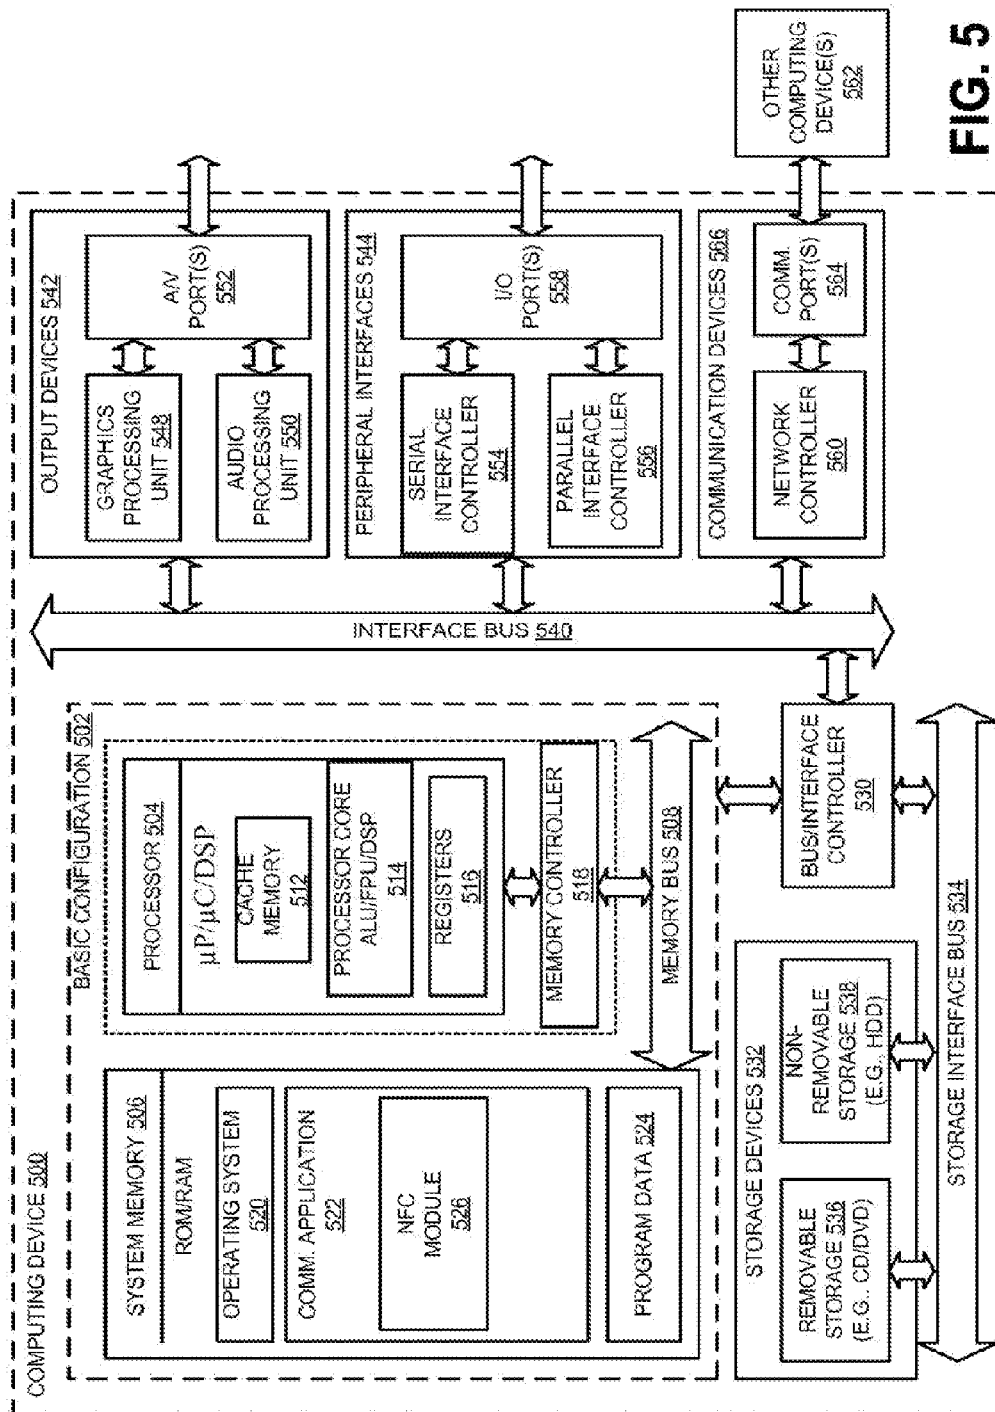 COMPUTING DEVICE 500
BASIC CONFIGURATION 502
SYSTEM MEMORY 506
ROM/RAM
OPERATING SYSTEM
520
COMM. APPLICATION
522
NFC
MODULE
526
PROGRAM DATA 524
PROCESSOR 504
µP/µC/DSP
CACHE
MEMORY
512
PROCESSOR CORE
ALU/FPU/DSP
514
REGISTERS
516
MEMORY CONTROLLER
518
MEMORY BUS 508
STORAGE DEVICES 532
REMOVABLE
STORAGE 536
(E.G., CD/DVD)
NON-
REMOVABLE
STORAGE 538
(E.G., HDD)
BUS/INTERFACE
CONTROLLER
530
STORAGE INTERFACE BUS 534
INTERFACE BUS 540
OUTPUT DEVICES 542
GRAPHICS
PROCESSING
UNIT 548
AUDIO
PROCESSING
UNIT 550
A/V
PORT(S)
552
PERIPHERAL INTERFACES 544
SERIAL
INTERFACE
CONTROLLER
554
PARALLEL
INTERFACE
CONTROLLER
556
I/O
PORT(S)
558
COMMUNICATION DEVICES 566
NETWORK
CONTROLLER
560
COMM.
PORT(S)
564
OTHER
COMPUTING
DEVICE(S)
562
FIG. 5